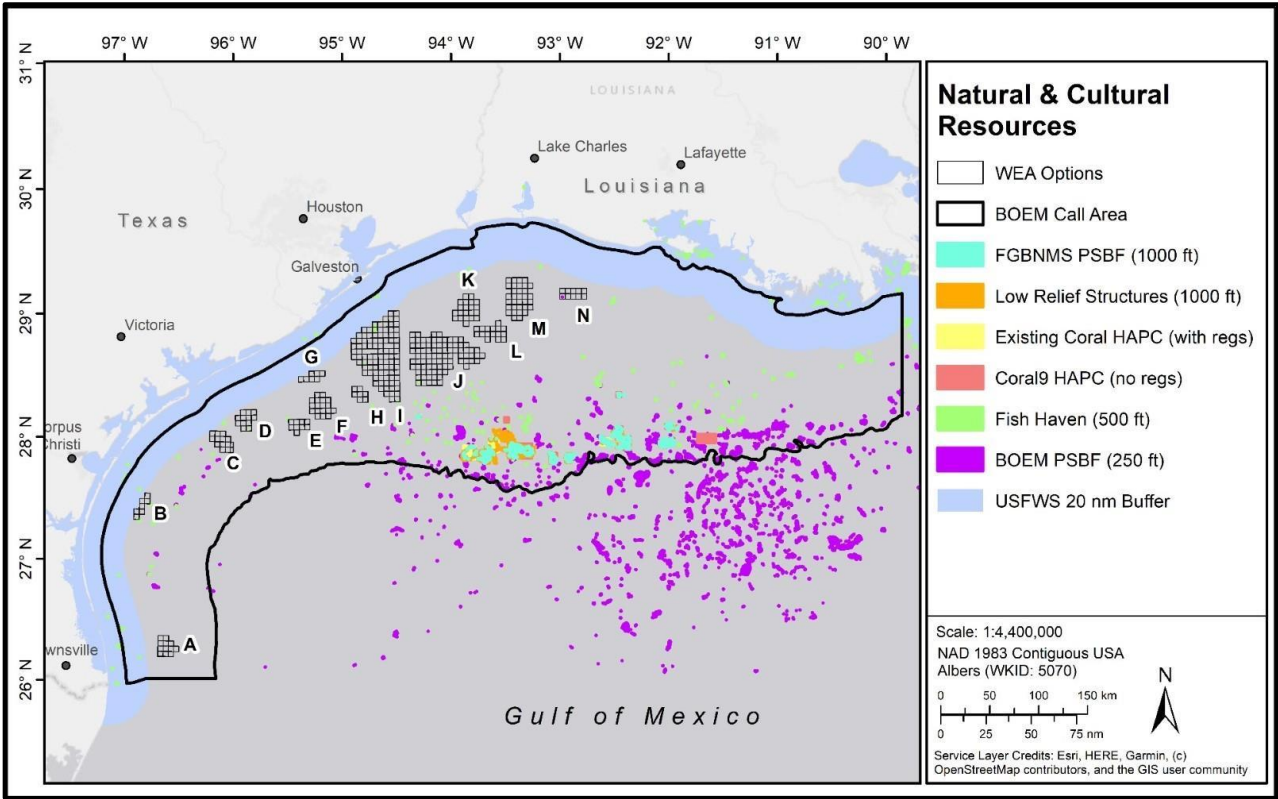 97° W 96° W 95° W 94° W 93° W 92° W 91° W 90° W
31° N
30° N
29° N
28° N
27° N
26° N
LOUISIANA
Lake Charles
Lafayette
Louisiana
Texas
Houston
Galveston
Victoria
orpus
Christi
wnsville
K
N
M
L
G
J
I
H
F
E
D
C
B
A
Gulf of Mexico
Natural & Cultural
Resources
WEA Options
BOEM Call Area
FGBNMS PSBF (1000 ft)
Low Relief Structures (1000 ft)
Existing Coral HAPC (with regs)
Coral9 HAPC (no regs)
Fish Haven (500 ft)
BOEM PSBF (250 ft)
USFWS 20 nm Buffer
Scale: 1:4,400,000
NAD 1983 Contiguous USA
Albers (WKID: 5070)
N
0 50 100 150 km
0 25 50 75 nm
Service Layer Credits: Esri, HERE, Garmin, (c)
OpenStreetMap contributors, and the GIS user community